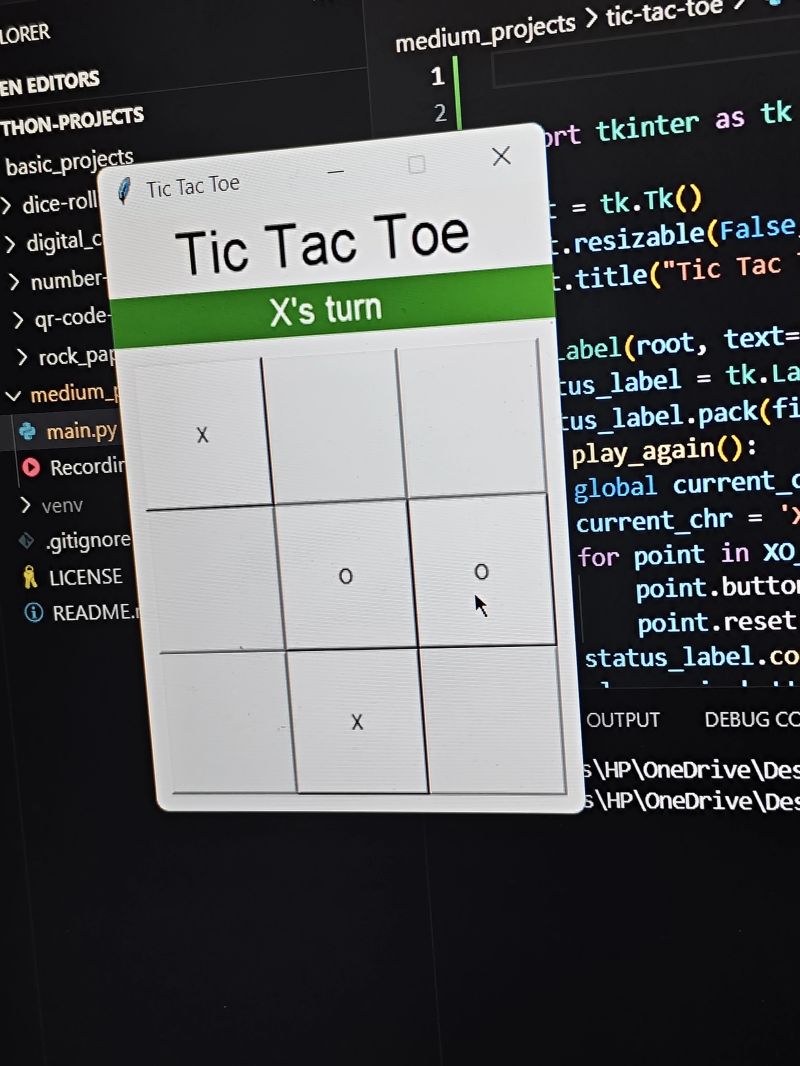 LORER
EN EDITORS
THON-PROJECTS
basic_projects
dice-roll
digital_c
number-
qr-code-
rock_pap
medium_p
main.py
Recordin
venv
.gitignore
LICENSE
README.
medium_projects > tic-tac-toe >
1
2
ort tkinter as tk
= tk.Tk()
.resizable(False,
.title("Tic Tac
Label(root, text=
tus_label = tk.La
tus_label.pack(fi
play_again():
global current_c
current_chr = 'X
for point in XO_
point.button
point.reset
status_label.co
OUTPUT DEBUG CO
s\HP\OneDrive\Des
s\HP\OneDrive\Des
Tic Tac Toe
Tic Tac Toe
X's turn
X
O O
X